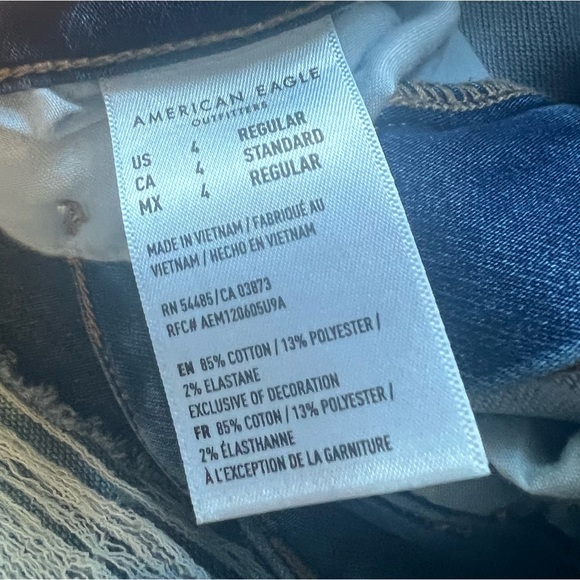 AMERICAN EAGLE
OUTFITTERS
US 4 REGULAR
CA 4 STANDARD
MX 4 REGULAR
MADE IN VIETNAM / FABRIQUÉ AU
VIETNAM / HECHO EN VIETNAM
RN 54485/CA 03873
RFC# AEM120605U9A
EN 85% COTTON / 13% POLYESTER /
2% ELASTANE
EXCLUSIVE OF DECORATION
FR 85% COTON / 13% POLYESTER /
2% ÉLASTHANNE
À L'EXCEPTION DE LA GARNITURE